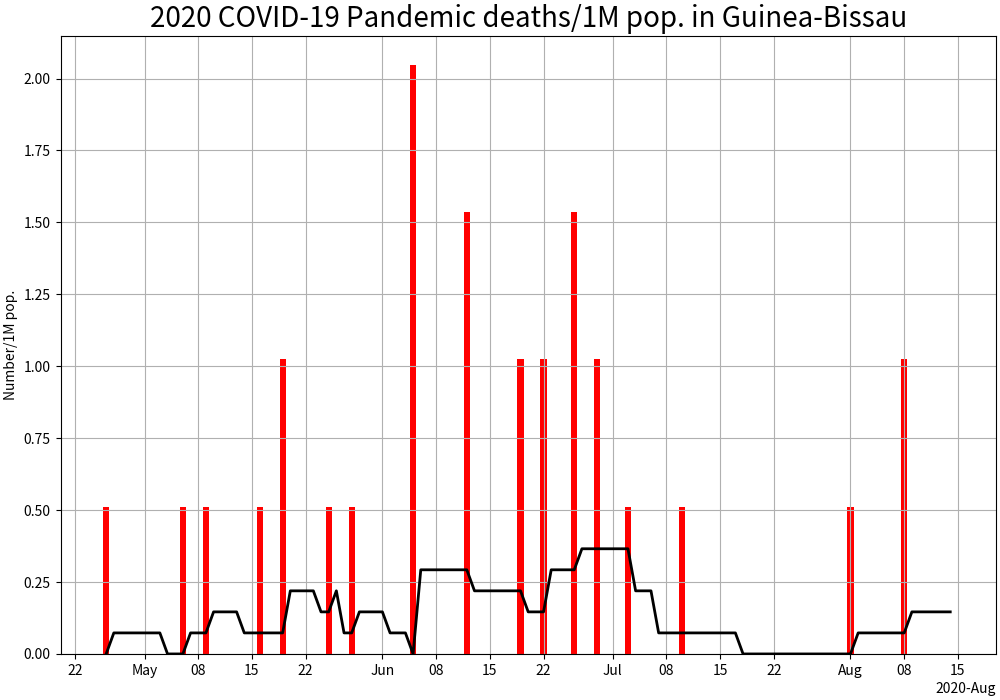 2020 COVID-19 Pandemic deaths/1M pop. in Guinea-Bissau
Number/1M pop.
2.00
1.75
1.50
1.25
1.00
0.75
0.50
0.25
0.00
22 May 08 15 22 Jun 08 15 22 Jul 08 15 22 Aug 08 15
2020-Aug